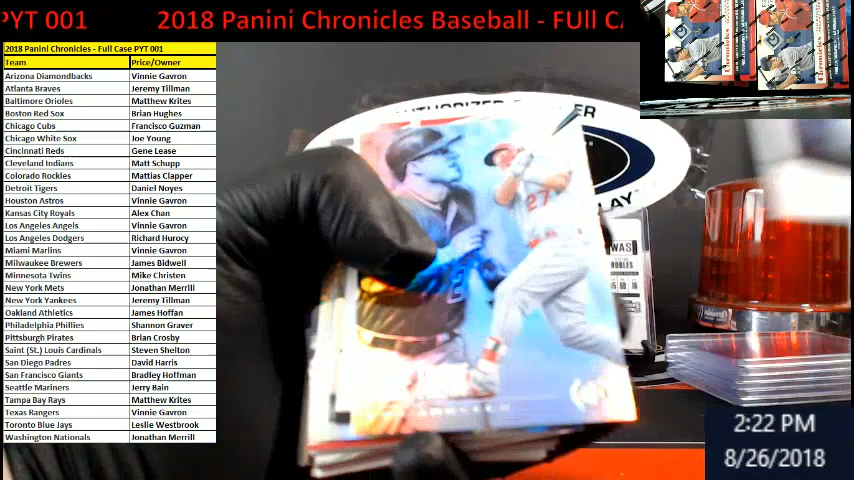 PYT 001 2018 Panini Chronicles Baseball - FUll CA
2018 Panini Chronicles - Full Case PYT 001
Team Price/Owner
Arizona Diamondbacks Vinnie Gavron
Atlanta Braves Jeremy Tillman
Baltimore Orioles Matthew Krites
Boston Red Sox Brian Hughes
Chicago Cubs Francisco Guzman
Chicago White Sox Joe Young
Cincinnati Reds Gene Lease
Cleveland Indians Matt Schupp
Colorado Rockies Mattias Clapper
Detroit Tigers Daniel Noyes
Houston Astros Vinnie Gavron
Kansas City Royals Alex Chan
Los Angeles Angels Vinnie Gavron
Los Angeles Dodgers Richard Hurocy
Miami Marlins Vinnie Gavron
Milwaukee Brewers James Bidwell
Minnesota Twins Mike Christen
New York Mets Jonathan Merrill
New York Yankees Jeremy Tillman
Oakland Athletics James Hoffan
Philadelphia Phillies Shannon Graver
Pittsburgh Pirates Brian Crosby
Saint (St.) Louis Cardinals Steven Shelton
San Diego Padres David Harris
San Francisco Giants Bradley Hoffman
Seattle Mariners Jerry Bain
Tampa Bay Rays Matthew Krites
Texas Rangers Vinnie Gavron
Toronto Blue Jays Leslie Westbrook
Washington Nationals Jonathan Merrill
27
WAS
ROBLES
Chronicles
2:22 PM
8/26/2018